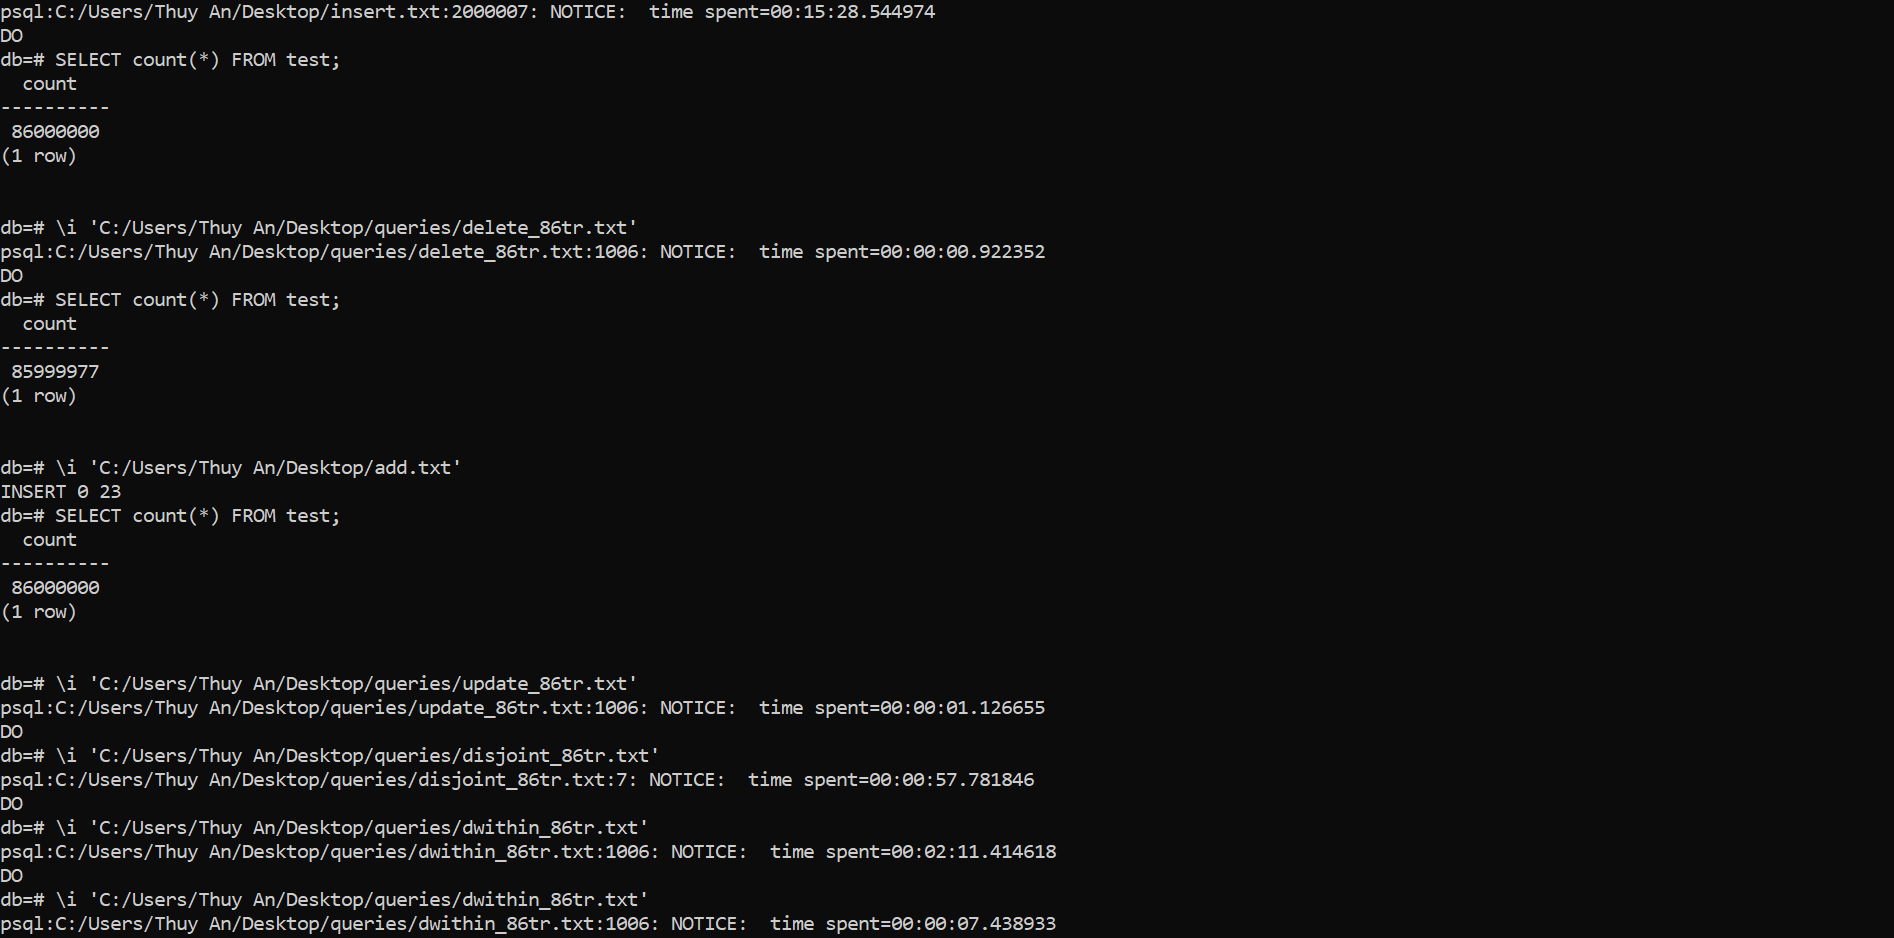 psql:C:/Users/Thuy An/Desktop/insert.txt:2000007: NOTICE:  time spent=00:15:28.544974
DO
db=# SELECT count(*) FROM test;
  count
----------
 86000000
(1 row)
db=# \i 'C:/Users/Thuy An/Desktop/queries/delete_86tr.txt'
psql:C:/Users/Thuy An/Desktop/queries/delete_86tr.txt:1006: NOTICE:  time spent=00:00:00.922352
DO
db=# SELECT count(*) FROM test;
  count
----------
 85999977
(1 row)
db=# \i 'C:/Users/Thuy An/Desktop/add.txt'
INSERT 0 23
db=# SELECT count(*) FROM test;
  count
----------
 86000000
(1 row)
db=# \i 'C:/Users/Thuy An/Desktop/queries/update_86tr.txt'
psql:C:/Users/Thuy An/Desktop/queries/update_86tr.txt:1006: NOTICE:  time spent=00:00:01.126655
DO
db=# \i 'C:/Users/Thuy An/Desktop/queries/disjoint_86tr.txt'
psql:C:/Users/Thuy An/Desktop/queries/disjoint_86tr.txt:7: NOTICE:  time spent=00:00:57.781846
DO
db=# \i 'C:/Users/Thuy An/Desktop/queries/dwithin_86tr.txt'
psql:C:/Users/Thuy An/Desktop/queries/dwithin_86tr.txt:1006: NOTICE:  time spent=00:02:11.414618
DO
db=# \i 'C:/Users/Thuy An/Desktop/queries/dwithin_86tr.txt'
psql:C:/Users/Thuy An/Desktop/queries/dwithin_86tr.txt:1006: NOTICE:  time spent=00:00:07.438933